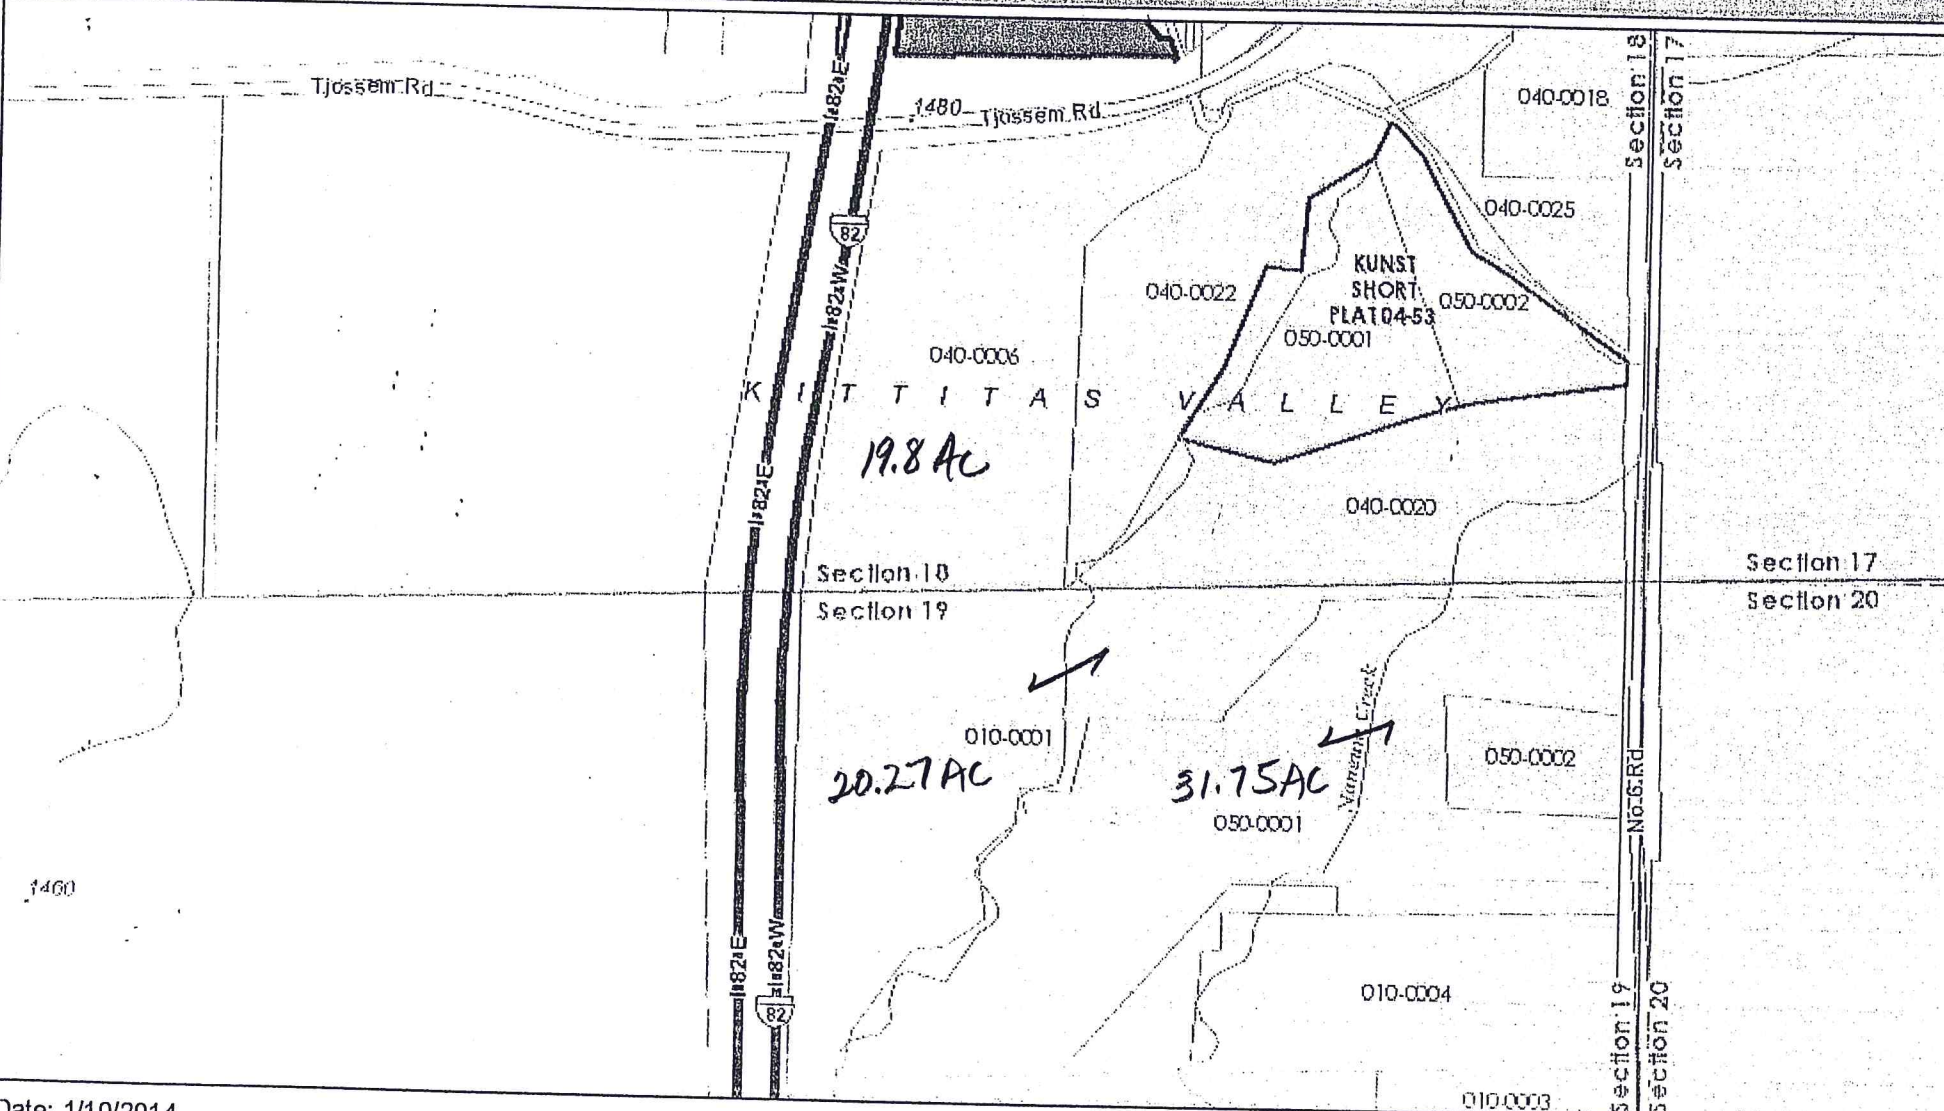 Tjossem Rd
I-82-E
1480
Tjossem Rd
040-0018
Section 18
Section 17
040-0025
82
I-82-W
040-0022
KUNST
SHORT
PLAT 04-53
050-0002
050-0001
040-0006
KITTITAS VALLEY
19.8 AC
I-82-E
040-0020
Section 18
Section 17
Section 19
Section 20
010-0001
20.27 AC
31.75 AC
050-0001
Creek
050-0002
No. 6 Rd
1460
I-82-E
I-82-W
82
010-0004
Section 19
Section 20
010-0003
Date: 1/10/2014